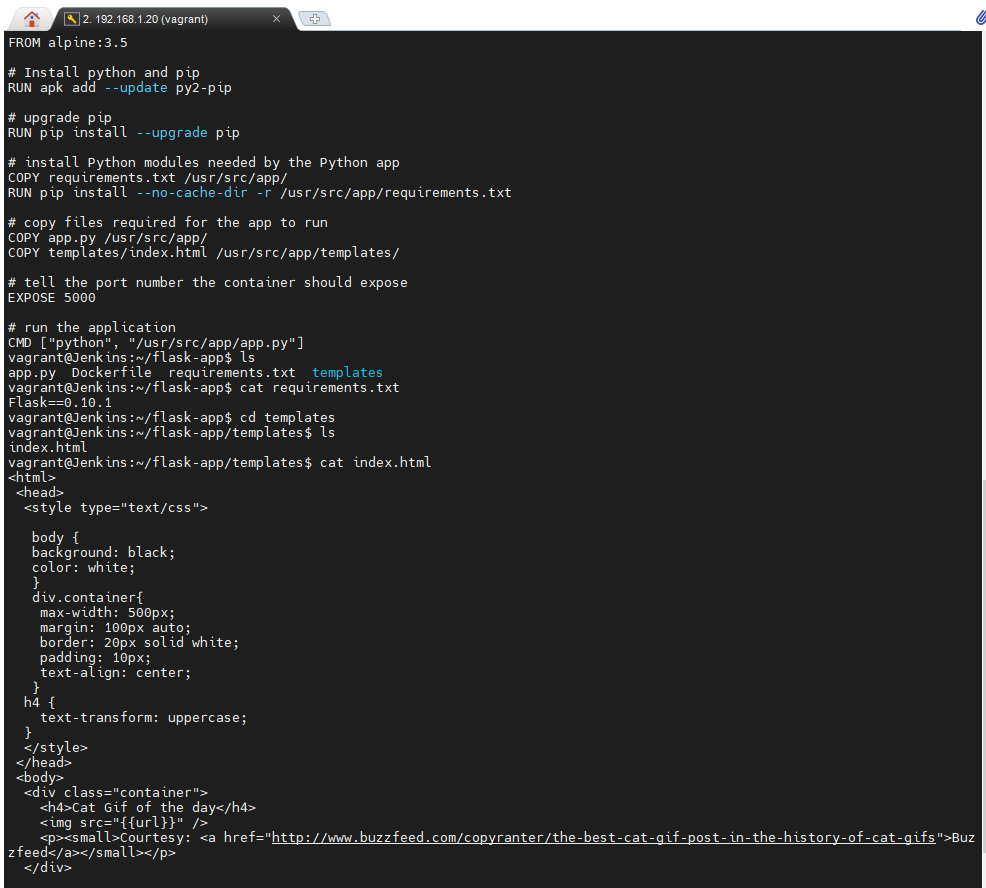 2. 192.168.1.20 (vagrant)
FROM alpine:3.5
# Install python and pip
RUN apk add --update py2-pip
# upgrade pip
RUN pip install --upgrade pip
# install Python modules needed by the Python app
COPY requirements.txt /usr/src/app/
RUN pip install --no-cache-dir -r /usr/src/app/requirements.txt
# copy files required for the app to run
COPY app.py /usr/src/app/
COPY templates/index.html /usr/src/app/templates/
# tell the port number the container should expose
EXPOSE 5000
# run the application
CMD ["python", "/usr/src/app/app.py"]
vagrant@Jenkins:~/flask-app$ ls
app.py  Dockerfile  requirements.txt  templates
vagrant@Jenkins:~/flask-app$ cat requirements.txt
Flask==0.10.1
vagrant@Jenkins:~/flask-app$ cd templates
vagrant@Jenkins:~/flask-app/templates$ ls
index.html
vagrant@Jenkins:~/flask-app/templates$ cat index.html
<html>
 <head>
  <style type="text/css">
   body {
   background: black;
   color: white;
   }
   div.container{
    max-width: 500px;
    margin: 100px auto;
    border: 20px solid white;
    padding: 10px;
    text-align: center;
   }
  h4 {
    text-transform: uppercase;
  }
  </style>
 </head>
 <body>
  <div class="container">
    <h4>Cat Gif of the day</h4>
    <img src="{{url}}" />
    <p><small>Courtesy: <a href="http://www.buzzfeed.com/copyranter/the-best-cat-gif-post-in-the-history-of-cat-gifs">Buz
zfeed</a></small></p>
  </div>